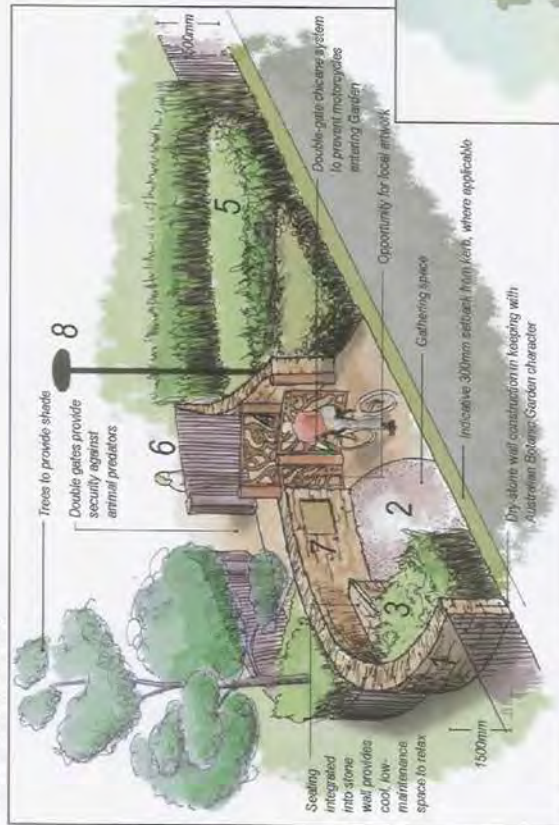 Trees to provide shade
Double gates provide
security against
animal predators
8
6
5
1500mm
Double-gate chicane system
to prevent motorcycles
entering Garden
Opportunity for local artwork
Gathering space
Indicative 300mm setback from kerb, where applicable
Dry-stone wall construction in keeping with
Australian Botanic Garden character
7
2
3
1
1500mm
Seating
integrated
into stone
wall provides
cool, low-
maintenance
space to relax